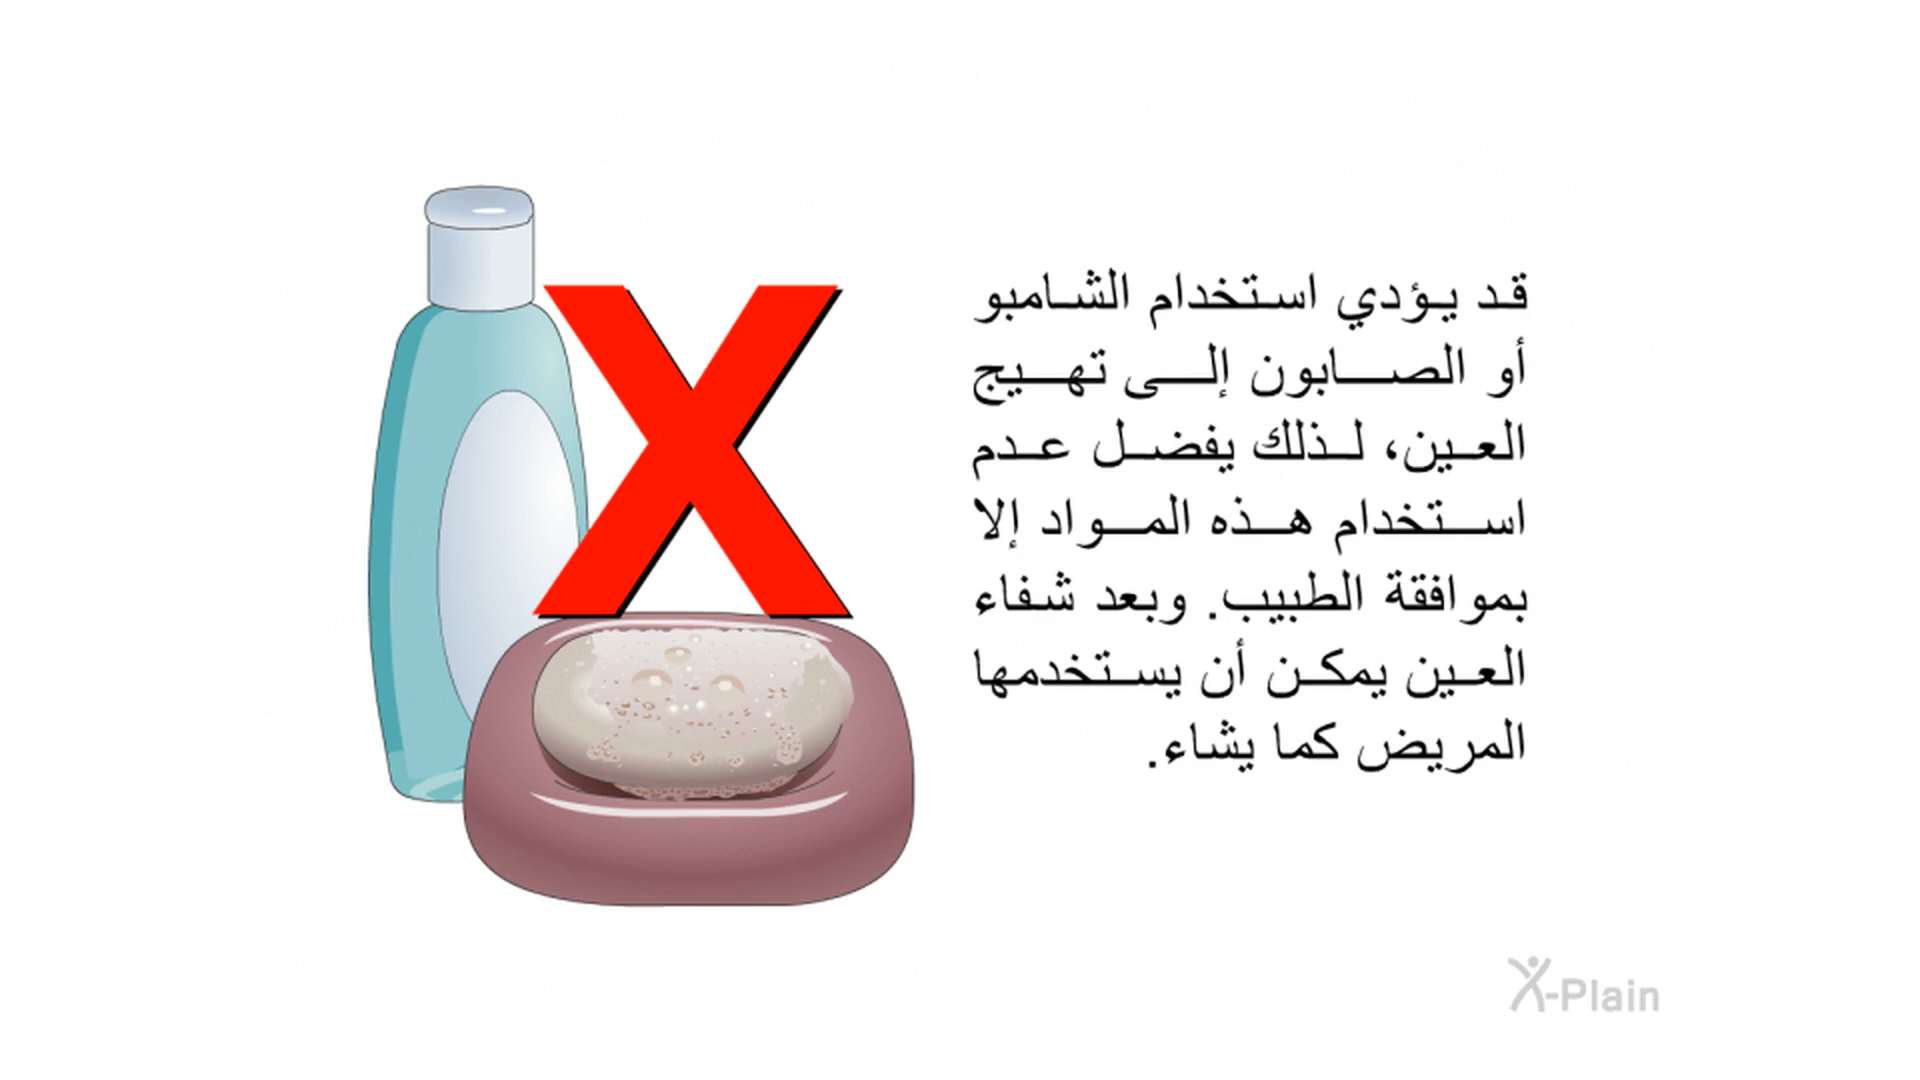 قد يؤدي استخدام الشامبو
أو الصابون إلى تهيج
العين، لذلك يفضل عدم
استخدام هذه المواد إلا
بموافقة الطبيب. وبعد شفاء
العين يمكن أن يستخدمها
المريض كما يشاء.
X-Plain